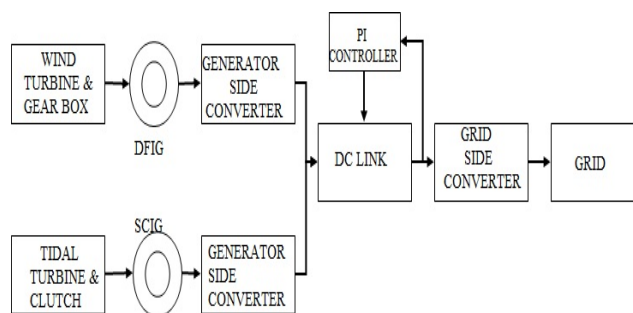 WIND
TURBINE &
GEAR BOX
DFIG
GENERATOR
SIDE
CONVERTER
PI
CONTROLLER
DC LINK
GRID
SIDE
CONVERTER
GRID
TIDAL
TURBINE &
CLUTCH
SCIG
GENERATOR
SIDE
CONVERTER